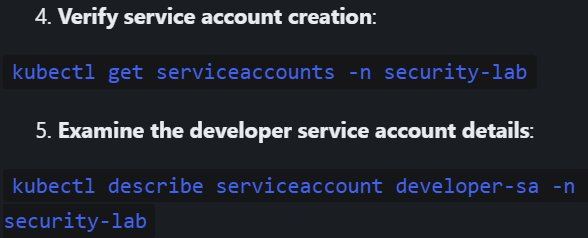 4. Verify service account creation:
kubectl get serviceaccounts -n security-lab
5. Examine the developer service account details:
kubectl describe serviceaccount developer-sa -n
security-lab